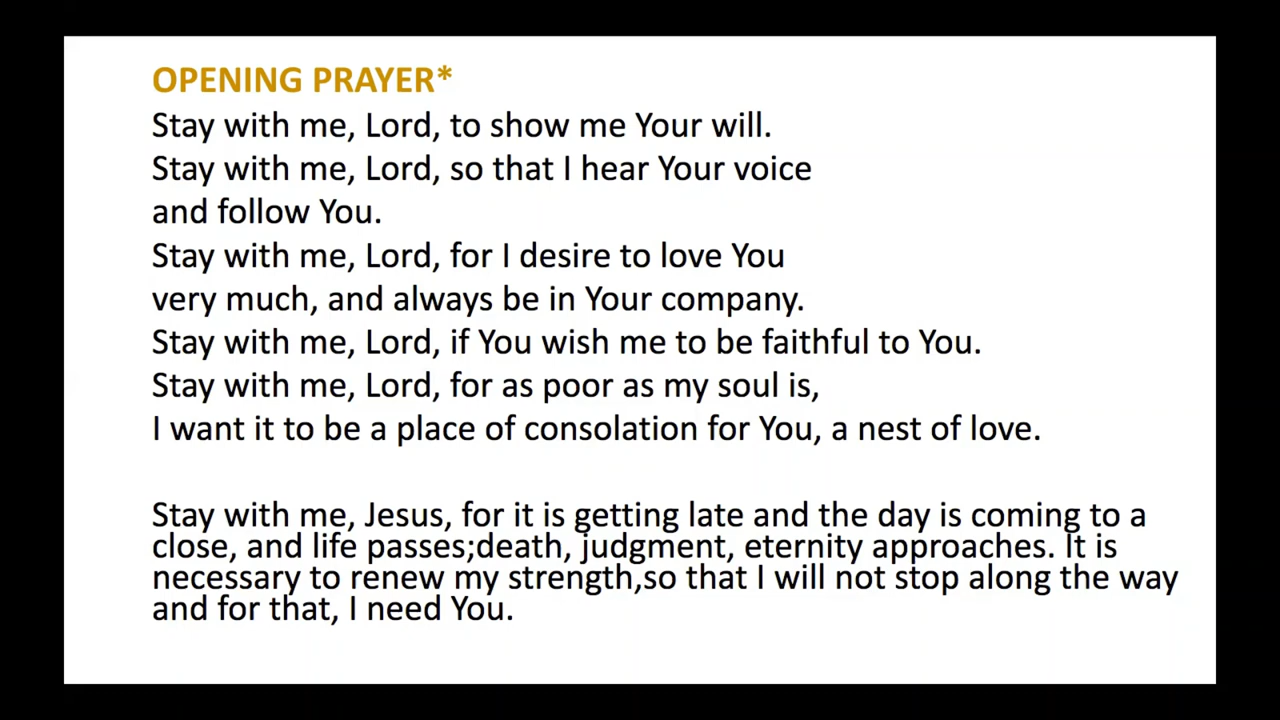 OPENING PRAYER*
Stay with me, Lord, to show me Your will.
Stay with me, Lord, so that I hear Your voice
and follow You.
Stay with me, Lord, for I desire to love You
very much, and always be in Your company.
Stay with me, Lord, if You wish me to be faithful to You.
Stay with me, Lord, for as poor as my soul is,
I want it to be a place of consolation for You, a nest of love.
Stay with me, Jesus, for it is getting late and the day is coming to a
close, and life passes;death, judgment, eternity approaches. It is
necessary to renew my strength,so that I will not stop along the way
and for that, I need You.